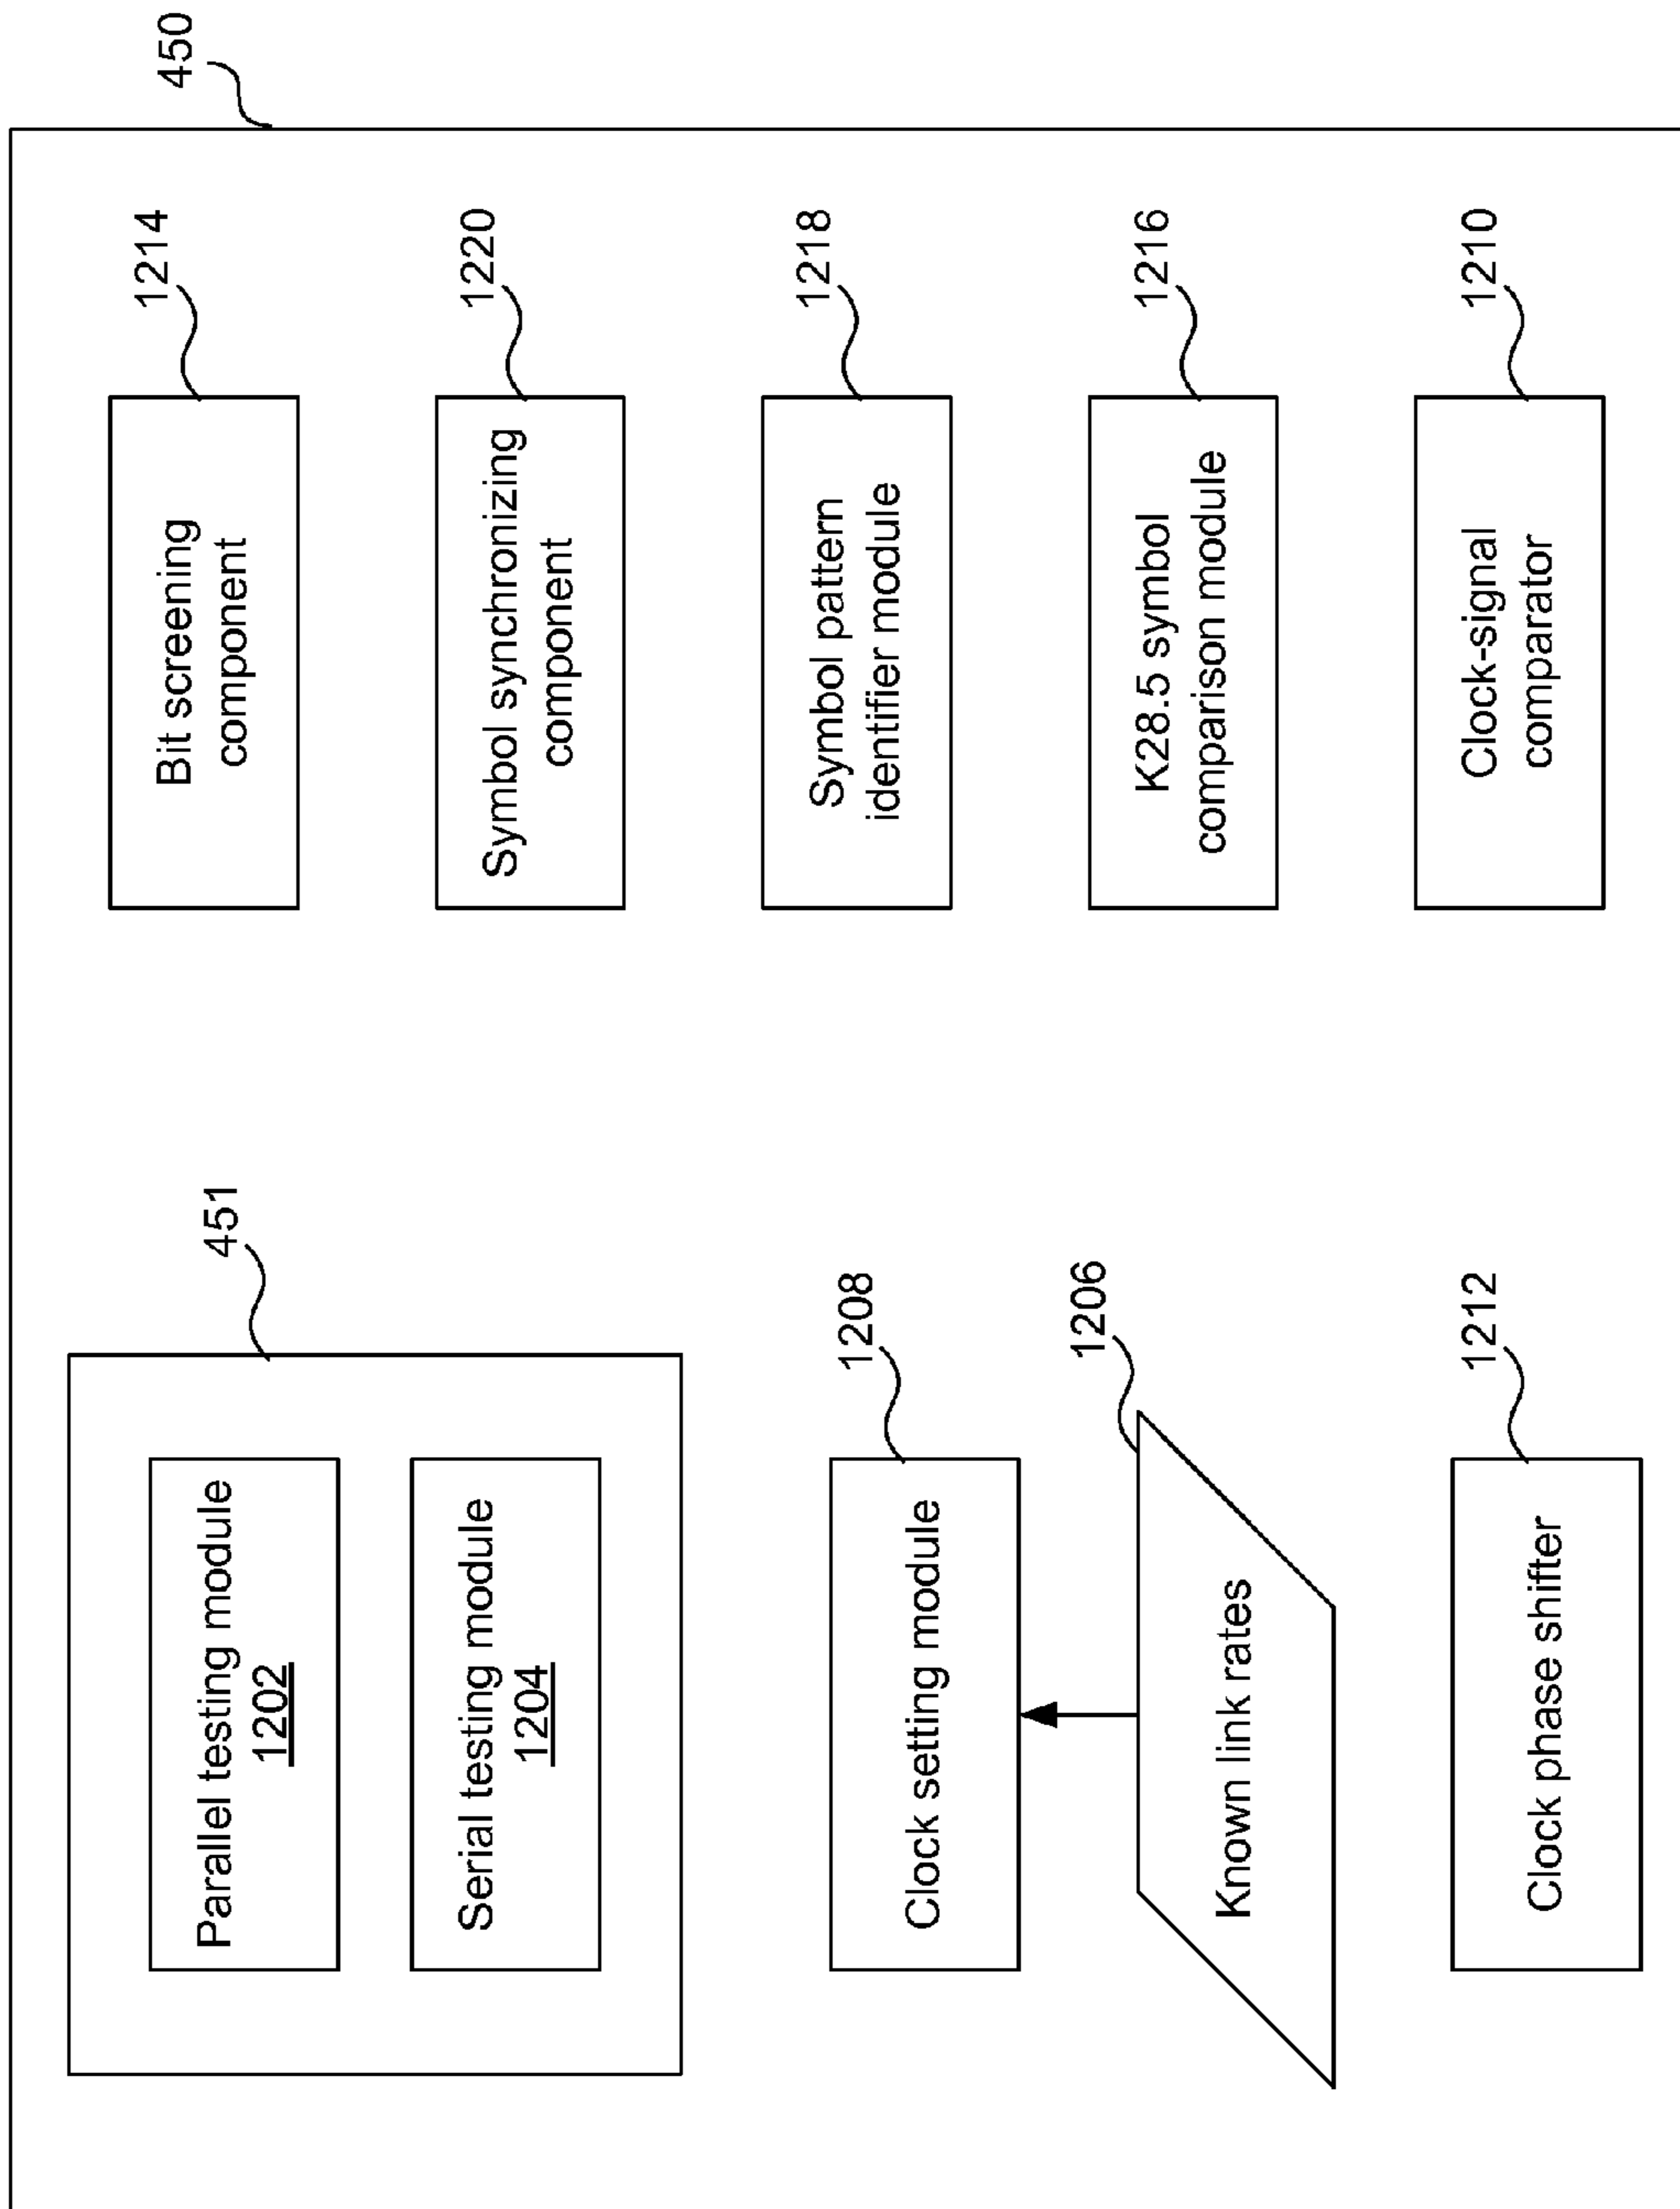 450
451
Parallel testing module
1202
Serial testing module
1204
1208
Clock setting module
1206
Known link rates
1212
Clock phase shifter
1214
Bit screening
component
1220
Symbol synchronizing
component
1218
Symbol pattern
identifier module
1216
K28.5 symbol
comparison module
1210
Clock-signal
comparator